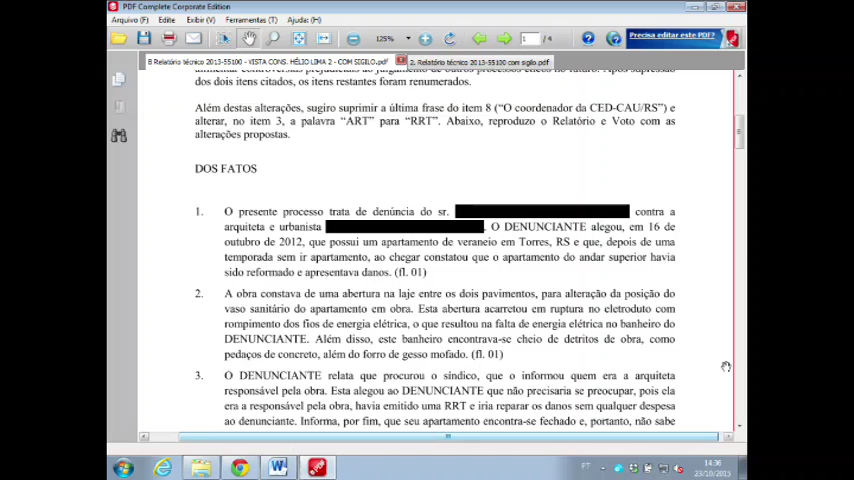 PDF Complete Corporate Edition
Arquivo (F) Edite Exibir (V) Ferramentas (T) Ajuda (H)
125% 1 / 4 Precisa editar este PDF?
8 Relatório técnico 2013-55100 - VISTA CONS. HÉLIO LIMA 2 - COM SIGILO.pdf 2. Relatório técnico 2013-55100 com sigilo.pdf
dos dois itens citados, os itens restantes foram renumerados.
Além destas alterações, sugiro suprimir a última frase do item 8 (“O coordenador da CED-CAU/RS”) e
alterar, no item 3, a palavra “ART” para “RRT”. Abaixo, reproduzo o Relatório e Voto com as
alterações propostas.
DOS FATOS
1. O presente processo trata de denúncia do sr. contra a
arquiteta e urbanista . O DENUNCIANTE alegou, em 16 de
outubro de 2012, que possui um apartamento de veraneio em Torres, RS e que, depois de uma
temporada sem ir apartamento, ao chegar constatou que o apartamento do andar superior havia
sido reformado e apresentava danos. (fl. 01)
2. A obra constava de uma abertura na laje entre os dois pavimentos, para alteração da posição do
vaso sanitário do apartamento em obra. Esta abertura acarretou em ruptura no eletroduto com
rompimento dos fios de energia elétrica, o que resultou na falta de energia elétrica no banheiro do
DENUNCIANTE. Além disso, este banheiro encontrava-se cheio de detritos de obra, como
pedaços de concreto, além do forro de gesso mofado. (fl. 01)
3. O DENUNCIANTE relata que procurou o síndico, que o informou quem era a arquiteta
responsável pela obra. Esta alegou ao DENUNCIANTE que não precisaria se preocupar, pois ela
era a responsável pela obra, havia emitido uma RRT e iria reparar os danos sem qualquer despesa
ao denunciante. Informa, por fim, que seu apartamento encontra-se fechado e, portanto, não sabe
PT 14:36
23/10/2015